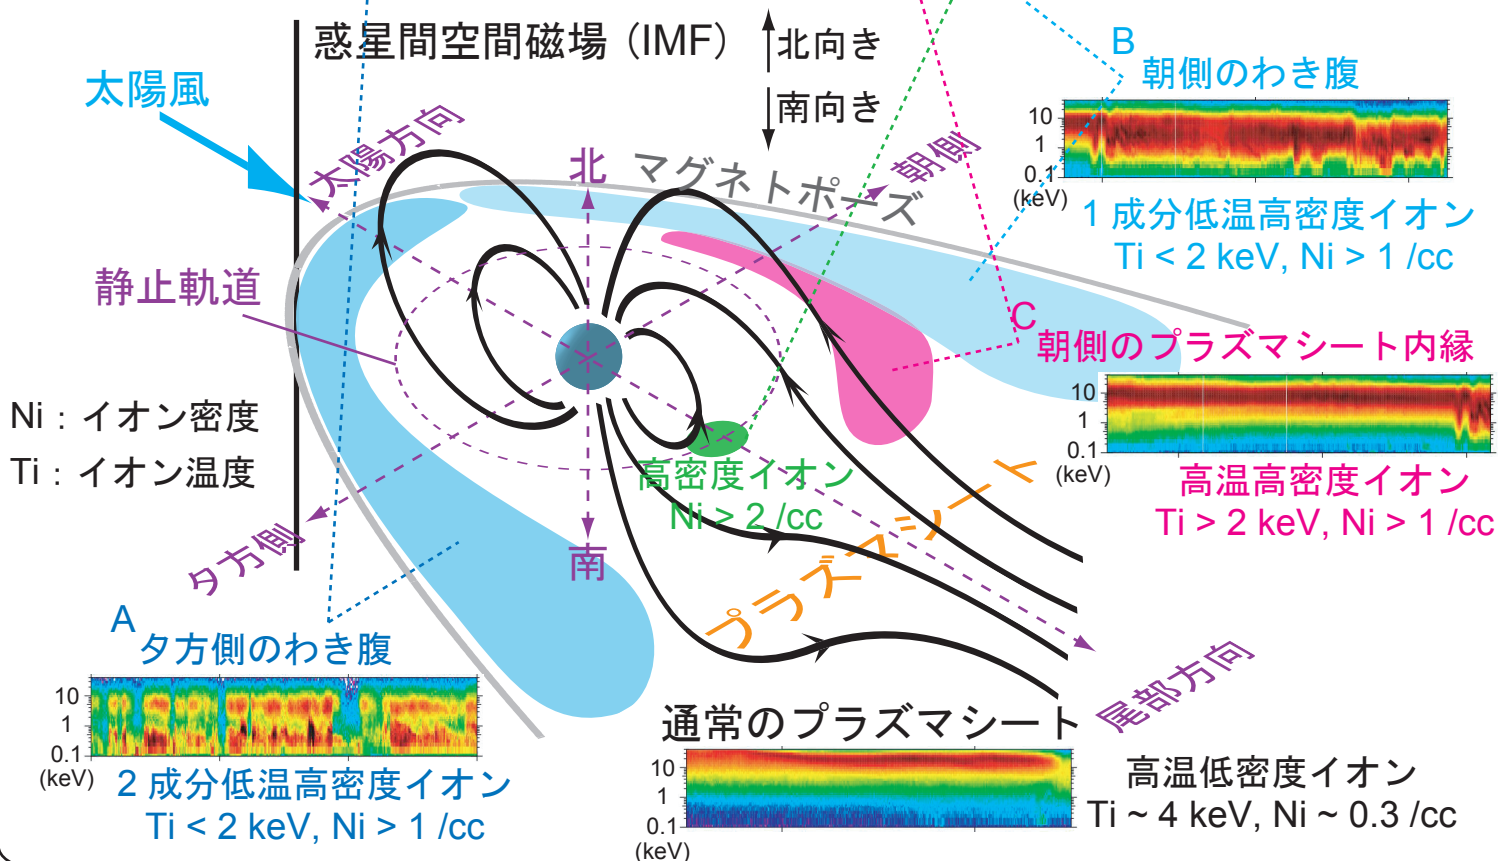 惑星間空間磁場 (IMF)
北向き
南向き
太陽風
太陽方向
北
マグネトポーズ
朝側
静止軌道
B
朝側のわき腹
10
1
0.1
(keV)
1 成分低温高密度イオン
Ti < 2 keV, Ni > 1 /cc
C
朝側のプラズマシート内縁
10
1
0.1
(keV)
高温高密度イオン
Ti > 2 keV, Ni > 1 /cc
Ni : イオン密度
Ti : イオン温度
高密度イオン
Ni > 2 /cc
プラズマシート
南
夕方側
A
夕方側のわき腹
10
1
0.1
(keV)
2 成分低温高密度イオン
Ti < 2 keV, Ni > 1 /cc
尾部方向
通常のプラズマシート
10
1
0.1
(keV)
高温低密度イオン
Ti ~ 4 keV, Ni ~ 0.3 /cc